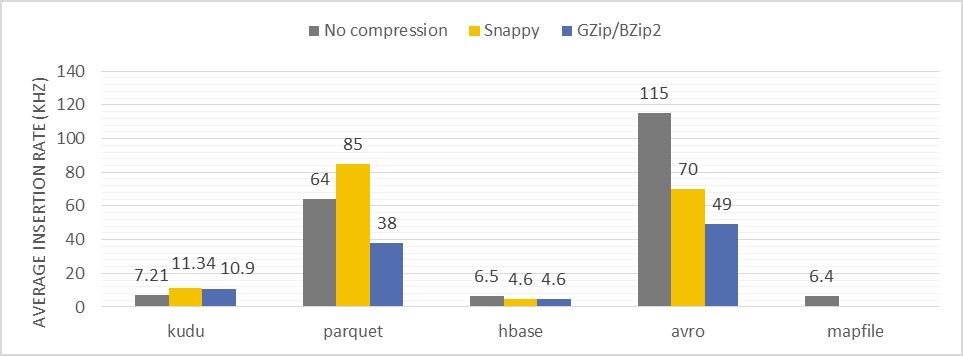 No compression Snappy GZip/BZip2
AVERAGE INSERTION RATE (KHZ)
140
120
100
80
60
40
20
0
7.21 11.34 10.9
64 85 38
6.5 4.6 4.6
115 70 49
6.4
kudu parquet hbase avro mapfile